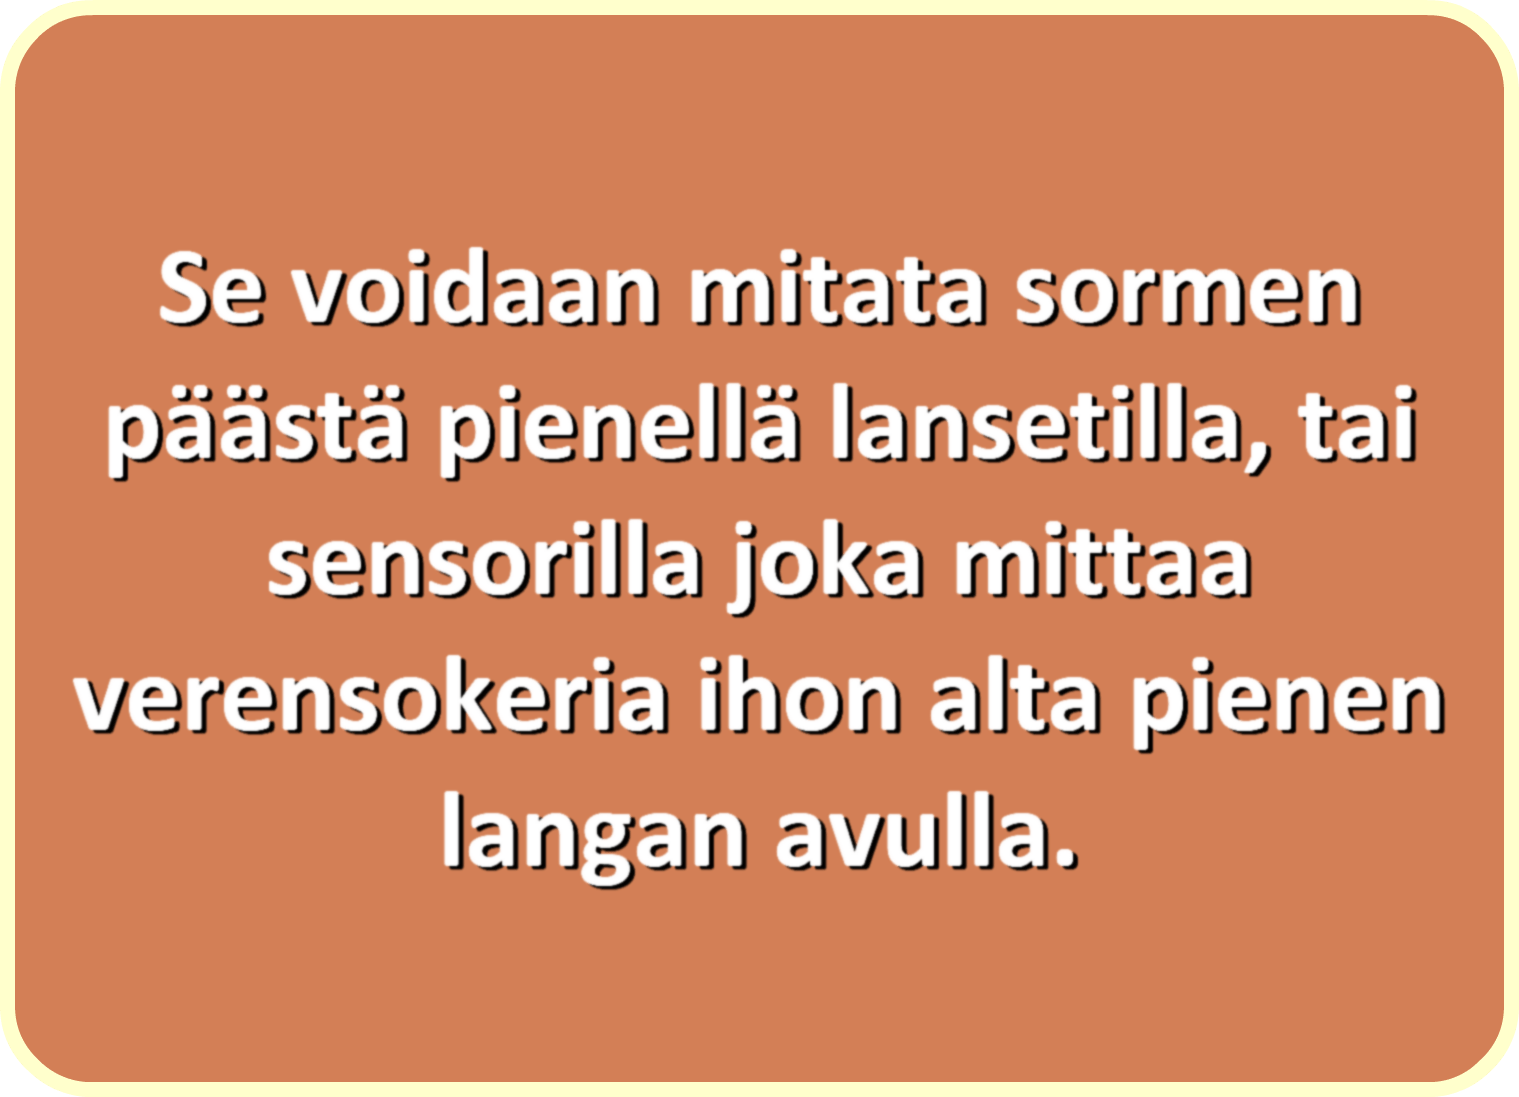 Se voidaan mitata sormen
päästä pienellä lansetilla, tai
sensorilla joka mittaa
verensokeria ihon alta pienen
langan avulla.